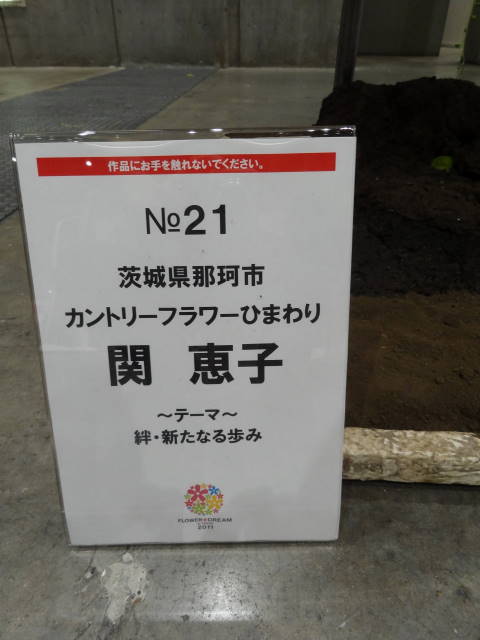 作品にお手を触れないでください。
№21
茨城県那珂市
カントリーフラワーひまわり
関 恵子
～テーマ～
絆・新たなる歩み
FLOWER DREAM
2011